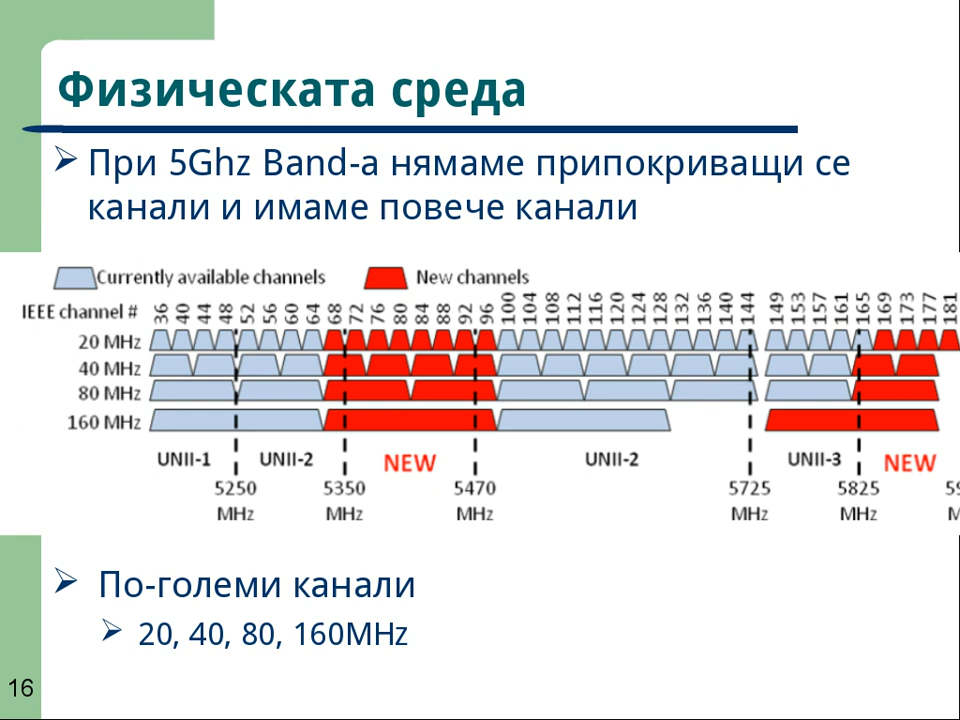 Физическата среда
При 5Ghz Band-а нямаме припокриващи се
канали и имаме повече канали
Currently available channels New channels
IEEE channel # 36 40 44 48 52 56 60 64 68 72 76 80 84 88 92 96 100 104 108 112 116 120 124 128 132 136 140 144 149 153 157 161 165 169 173 177 181
20 MHz
40 MHz
80 MHz
160 MHz
UNII-1 UNII-2 NEW UNII-2 UNII-3 NEW
5250 5350 5470 5725 5825
MHz MHz MHz MHz MHz
По-големи канали
20, 40, 80, 160MHz
16